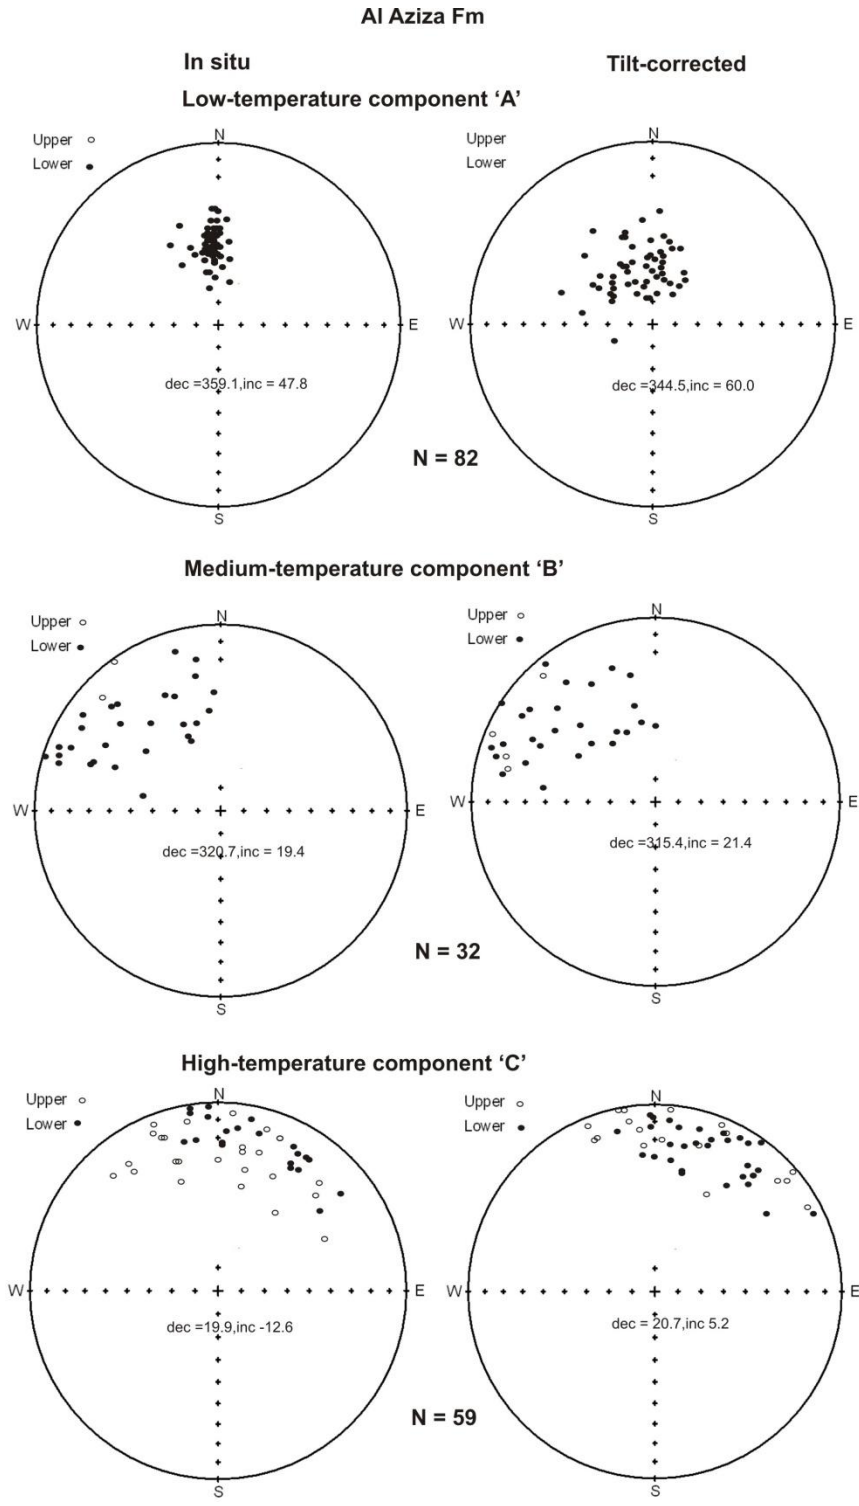 Al Aziza Fm
In situ
Tilt-corrected
Low-temperature component ‘A’
Upper
Lower
N
W
E
S
dec =359.1,inc = 47.8
Upper
Lower
N
W
E
S
dec =344.5,inc = 60.0
N = 82
Medium-temperature component ‘B’
Upper
Lower
N
W
E
S
dec =320.7,inc = 19.4
Upper
Lower
N
W
E
S
dec =315.4,inc = 21.4
N = 32
High-temperature component ‘C’
Upper
Lower
N
W
E
S
dec =19.9,inc -12.6
Upper
Lower
N
W
E
S
dec = 20.7,inc 5.2
N = 59